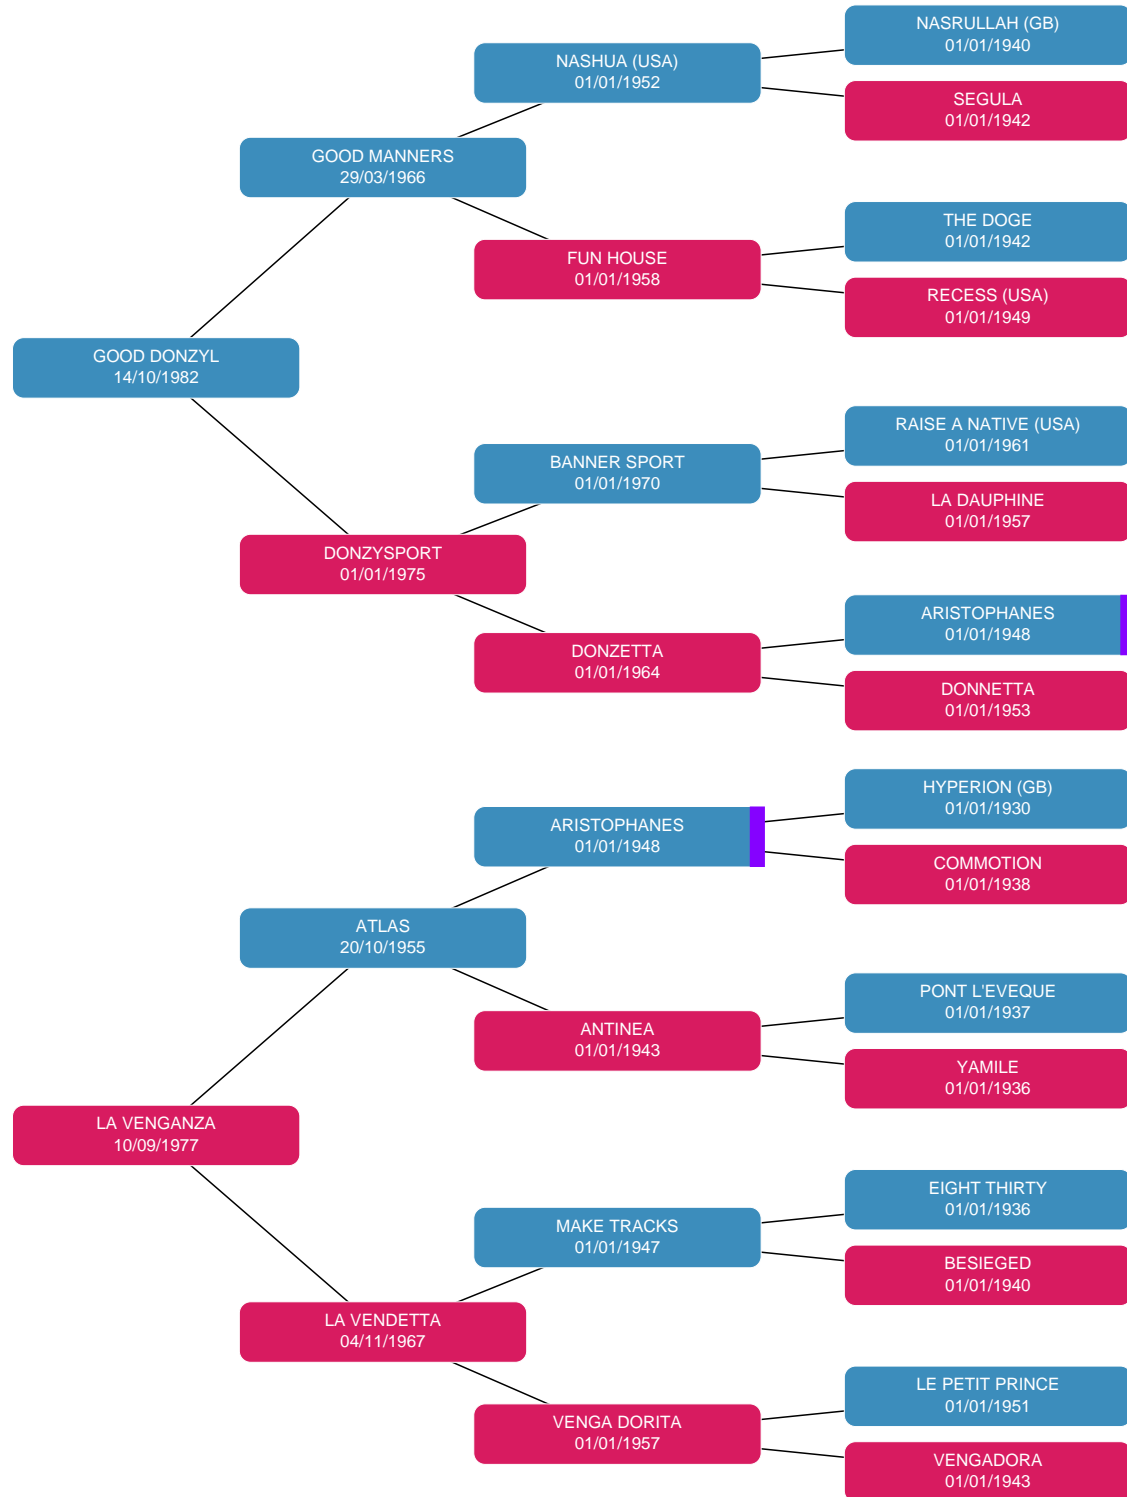 NASRULLAH (GB)
01/01/1940
NASHUA (USA)
01/01/1952
SEGULA
01/01/1942
GOOD MANNERS
29/03/1966
THE DOGE
01/01/1942
FUN HOUSE
01/01/1958
RECESS (USA)
01/01/1949
GOOD DONZYL
14/10/1982
RAISE A NATIVE (USA)
01/01/1961
BANNER SPORT
01/01/1970
LA DAUPHINE
01/01/1957
DONZYSPORT
01/01/1975
ARISTOPHANES
01/01/1948
DONZETTA
01/01/1964
DONNETTA
01/01/1953
HYPERION (GB)
01/01/1930
ARISTOPHANES
01/01/1948
COMMOTION
01/01/1938
ATLAS
20/10/1955
PONT L'EVEQUE
01/01/1937
ANTINEA
01/01/1943
YAMILE
01/01/1936
LA VENGANZA
10/09/1977
EIGHT THIRTY
01/01/1936
MAKE TRACKS
01/01/1947
BESIEGED
01/01/1940
LA VENDETTA
04/11/1967
LE PETIT PRINCE
01/01/1951
VENGA DORITA
01/01/1957
VENGADORA
01/01/1943